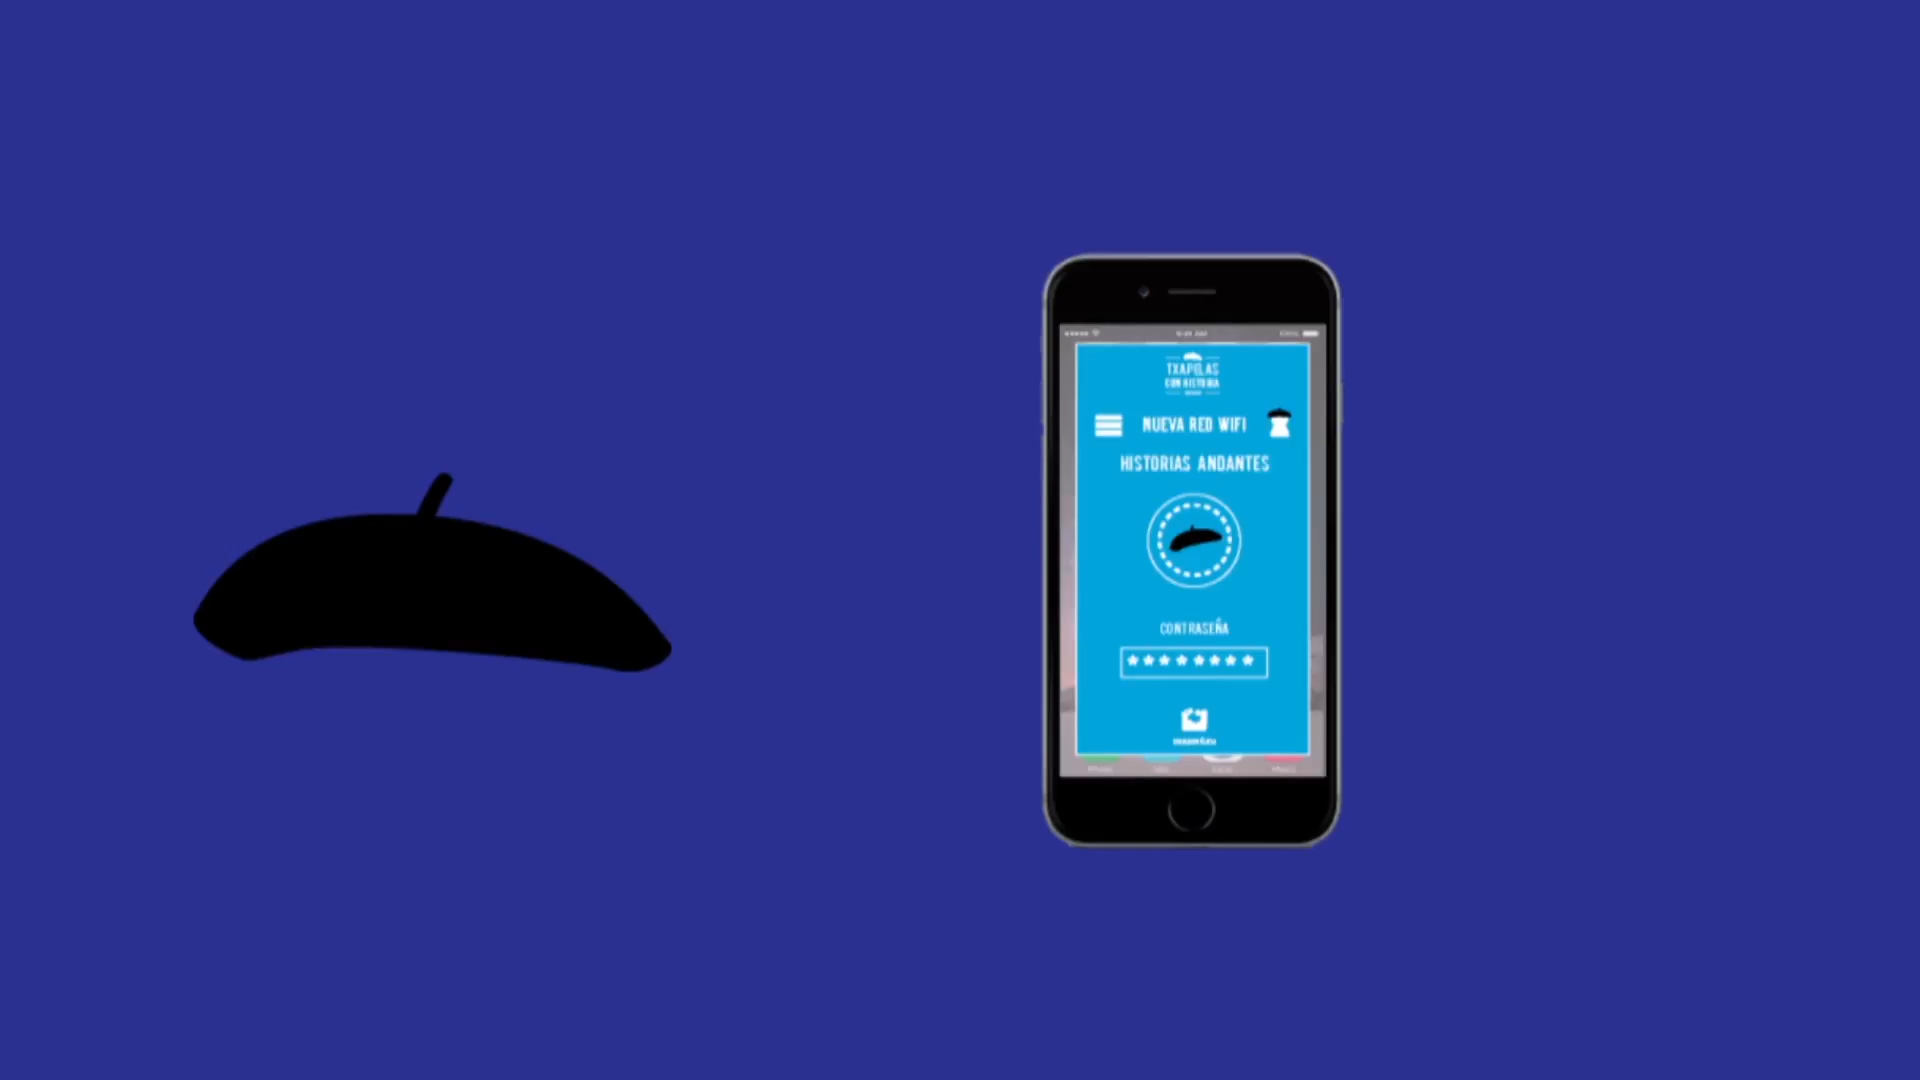 TXAPELAS
CON HISTORIA
NUEVA RED WIFI
HISTORIAS ANDANTES
CONTRASEÑA
********